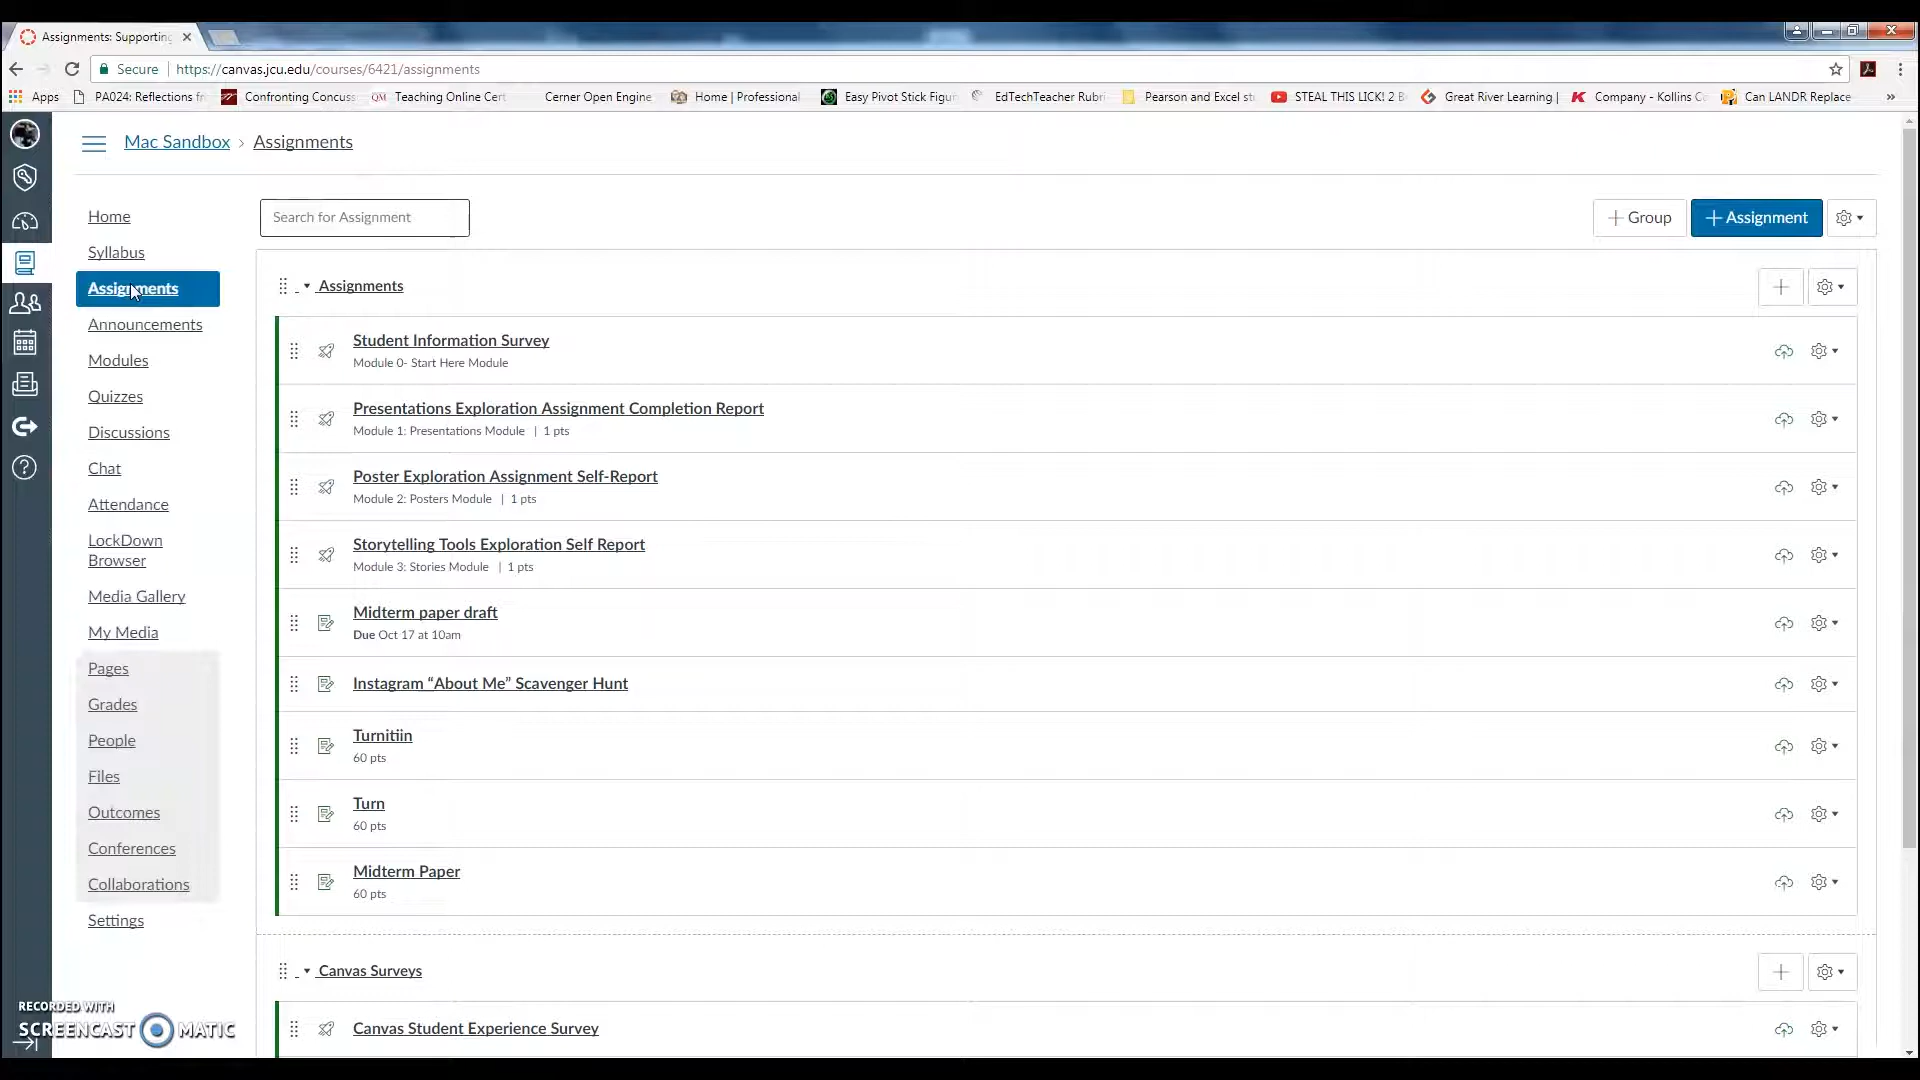 Assignments: Supporting
Secure
https://canvas.jcu.edu/courses/6421/assignments
Apps
PA024: Reflections fr
Confronting Concuss
QM
Teaching Online Cert
Cerner Open Engine
Home | Professional
Easy Pivot Stick Figur
EdTechTeacher Rubri
Pearson and Excel st
STEAL THIS LICK! 2 B
Great River Learning |
Company - Kollins C
Can LANDR Replace
»
Mac Sandbox › Assignments
Home
Syllabus
Assignments
Announcements
Modules
Quizzes
Discussions
Chat
Attendance
LockDown
Browser
Media Gallery
My Media
Pages
Grades
People
Files
Outcomes
Conferences
Collaborations
Settings
Search for Assignment
+ Group
+ Assignment
Assignments
Student Information Survey
Module 0- Start Here Module
Presentations Exploration Assignment Completion Report
Module 1: Presentations Module | 1 pts
Poster Exploration Assignment Self-Report
Module 2: Posters Module | 1 pts
Storytelling Tools Exploration Self Report
Module 3: Stories Module | 1 pts
Midterm paper draft
Due Oct 17 at 10am
Instagram “About Me” Scavenger Hunt
Turnitiin
60 pts
Turn
60 pts
Midterm Paper
60 pts
Canvas Surveys
Canvas Student Experience Survey
RECORDED WITH
SCREENCAST MATIC